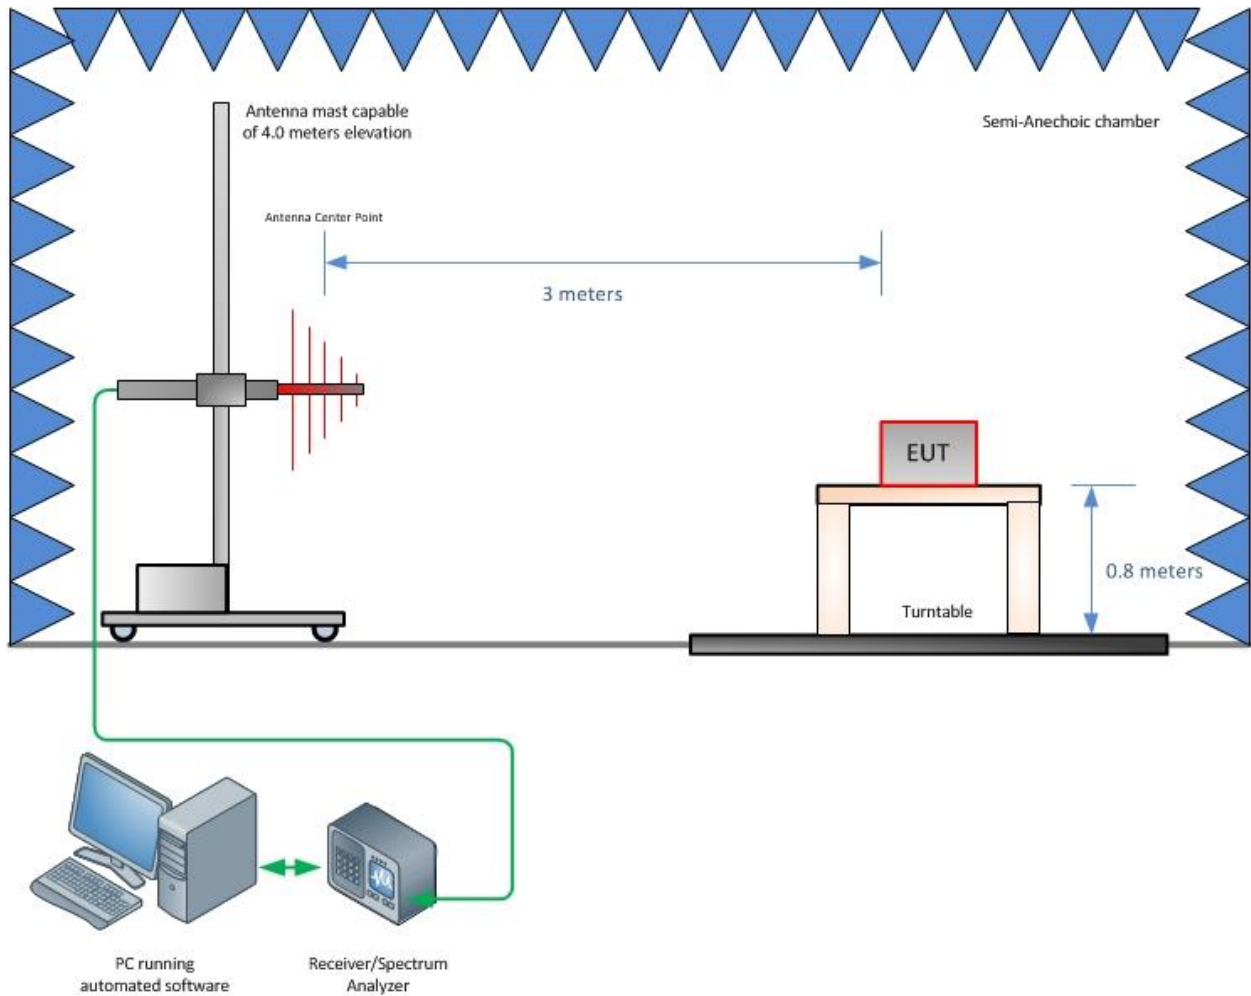 Antenna mast capable
of 4.0 meters elevation
Semi-Anechoic chamber
Antenna Center Point
3 meters
EUT
0.8 meters
Turntable
PC running
automated software
Receiver/Spectrum
Analyzer